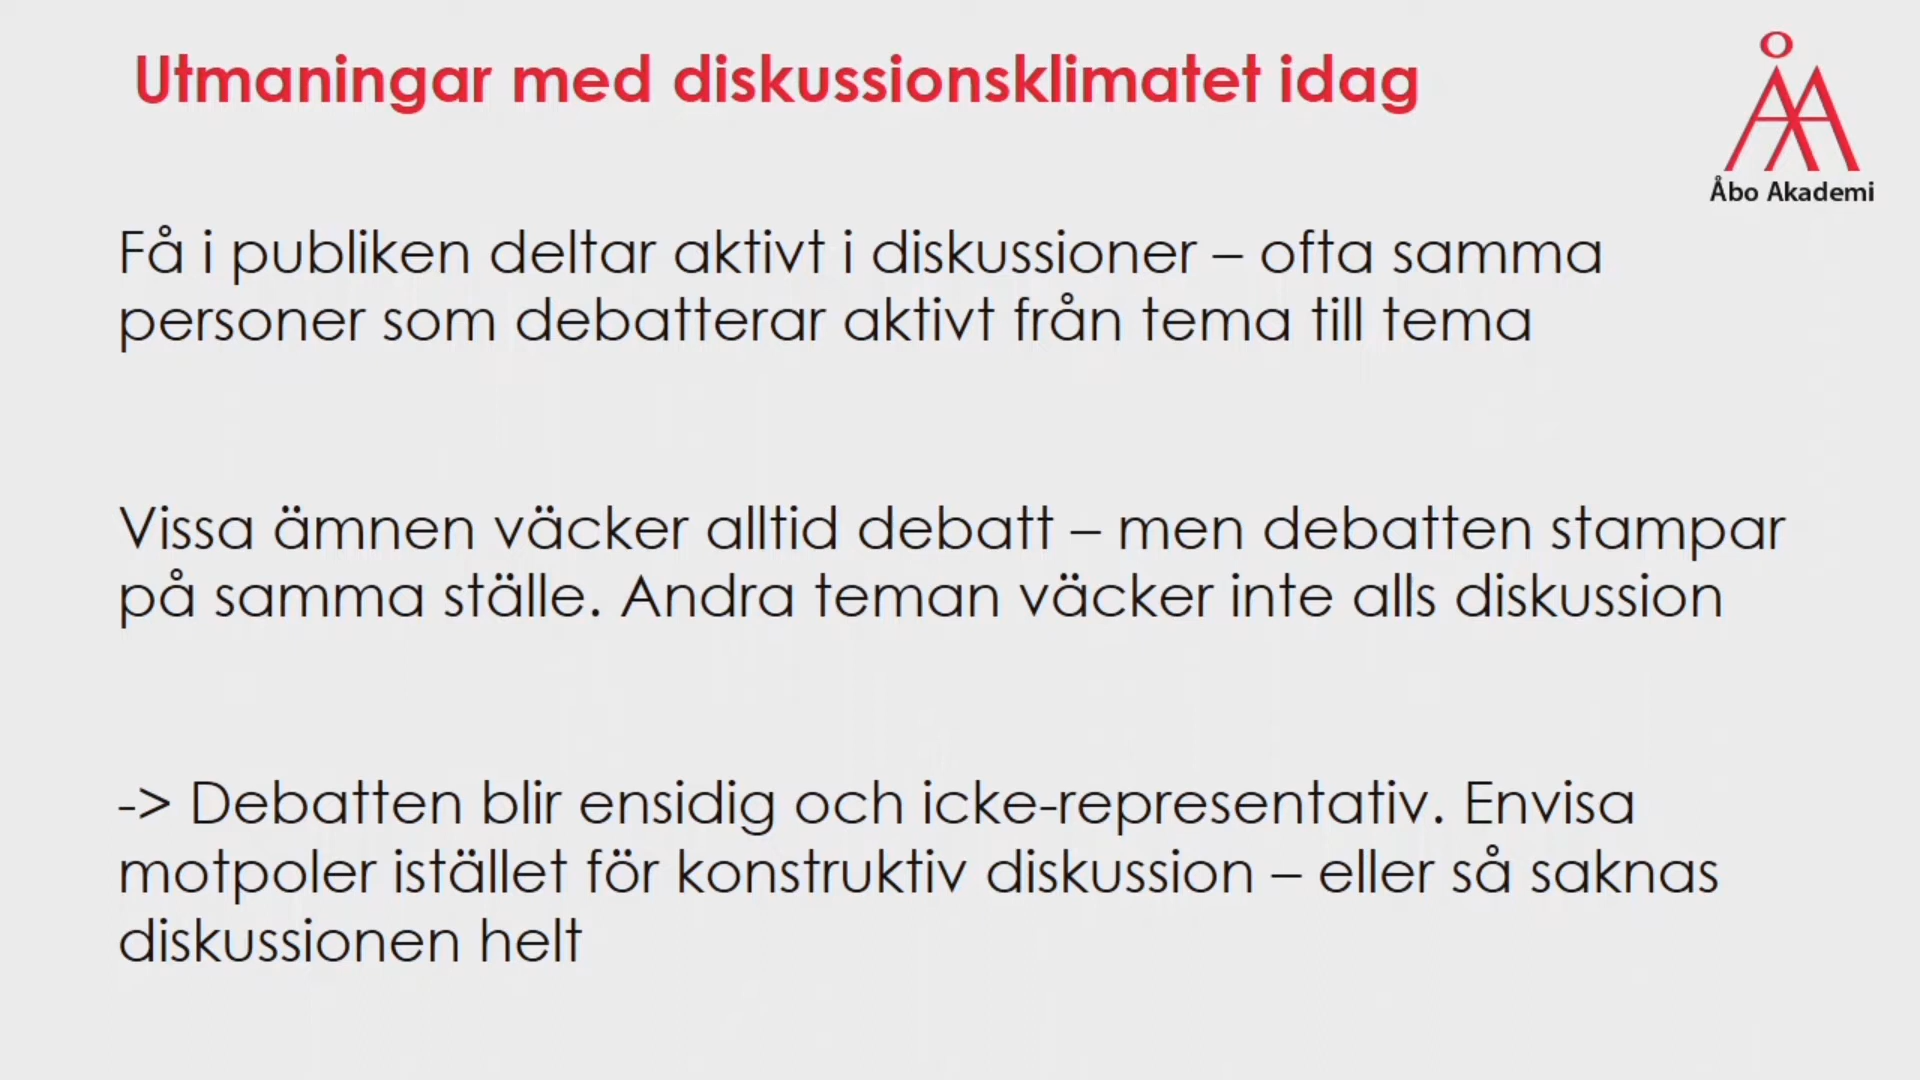 Utmaningar med diskussionsklimatet idag
Åbo Akademi
Få i publiken deltar aktivt i diskussioner – ofta samma
personer som debatterar aktivt från tema till tema
Vissa ämnen väcker alltid debatt – men debatten stampar
på samma ställe. Andra teman väcker inte alls diskussion
-> Debatten blir ensidig och icke-representativ. Envisa
motpoler istället för konstruktiv diskussion – eller så saknas
diskussionen helt